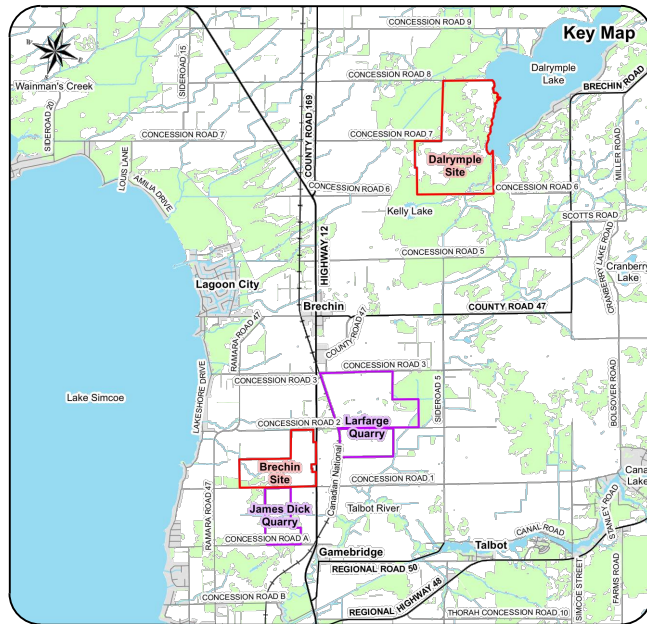 Key Map
CONCESSION ROAD 9
Dalrymple
Lake
BRECHIN ROAD
SIDEROAD 15
CONCESSION ROAD 8
Wainman's Creek
SIDEROAD 20
COUNTY ROAD 169
CONCESSION ROAD 7
CONCESSION ROAD 7
MILLER ROAD
LOUIS LANE
Dalrymple
Site
AMILIA DRIVE
CONCESSION ROAD 6
CONCESSION ROAD 6
Kelly Lake
SCOTTS ROAD
HIGHWAY 12
CONCESSION ROAD 5
CRANBERRY LAKE ROAD
Cranberry
Lake
Lagoon City
Brechin
COUNTY ROAD 47
RAMARA ROAD 47
COUNTY ROAD 47
CONCESSION ROAD 3
CONCESSION ROAD 3
SIDEROAD 5
LAKESHORE DRIVE
BOLSOVER ROAD
Lake Simcoe
CONCESSION ROAD 2
Larfarge
Quarry
Brechin
Site
Canadian National
CONCESSION ROAD 1
Cana
Lake
RAMARA ROAD 47
James Dick
Quarry
Talbot River
STANLEY ROAD
CANAL ROAD
CONCESSION ROAD A
Gamebridge
Talbot
REGIONAL ROAD 50
SIMCOE STREET
FARMS ROAD
CONCESSION ROAD B
REGIONAL HIGHWAY 48
THORAH CONCESSION ROAD 10